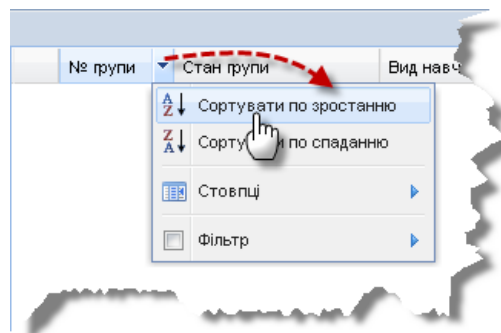 № групи Стан групи Вид навч
Сортувати по зростанню
Сорту и по спаданню
Стовпці
Фільтр